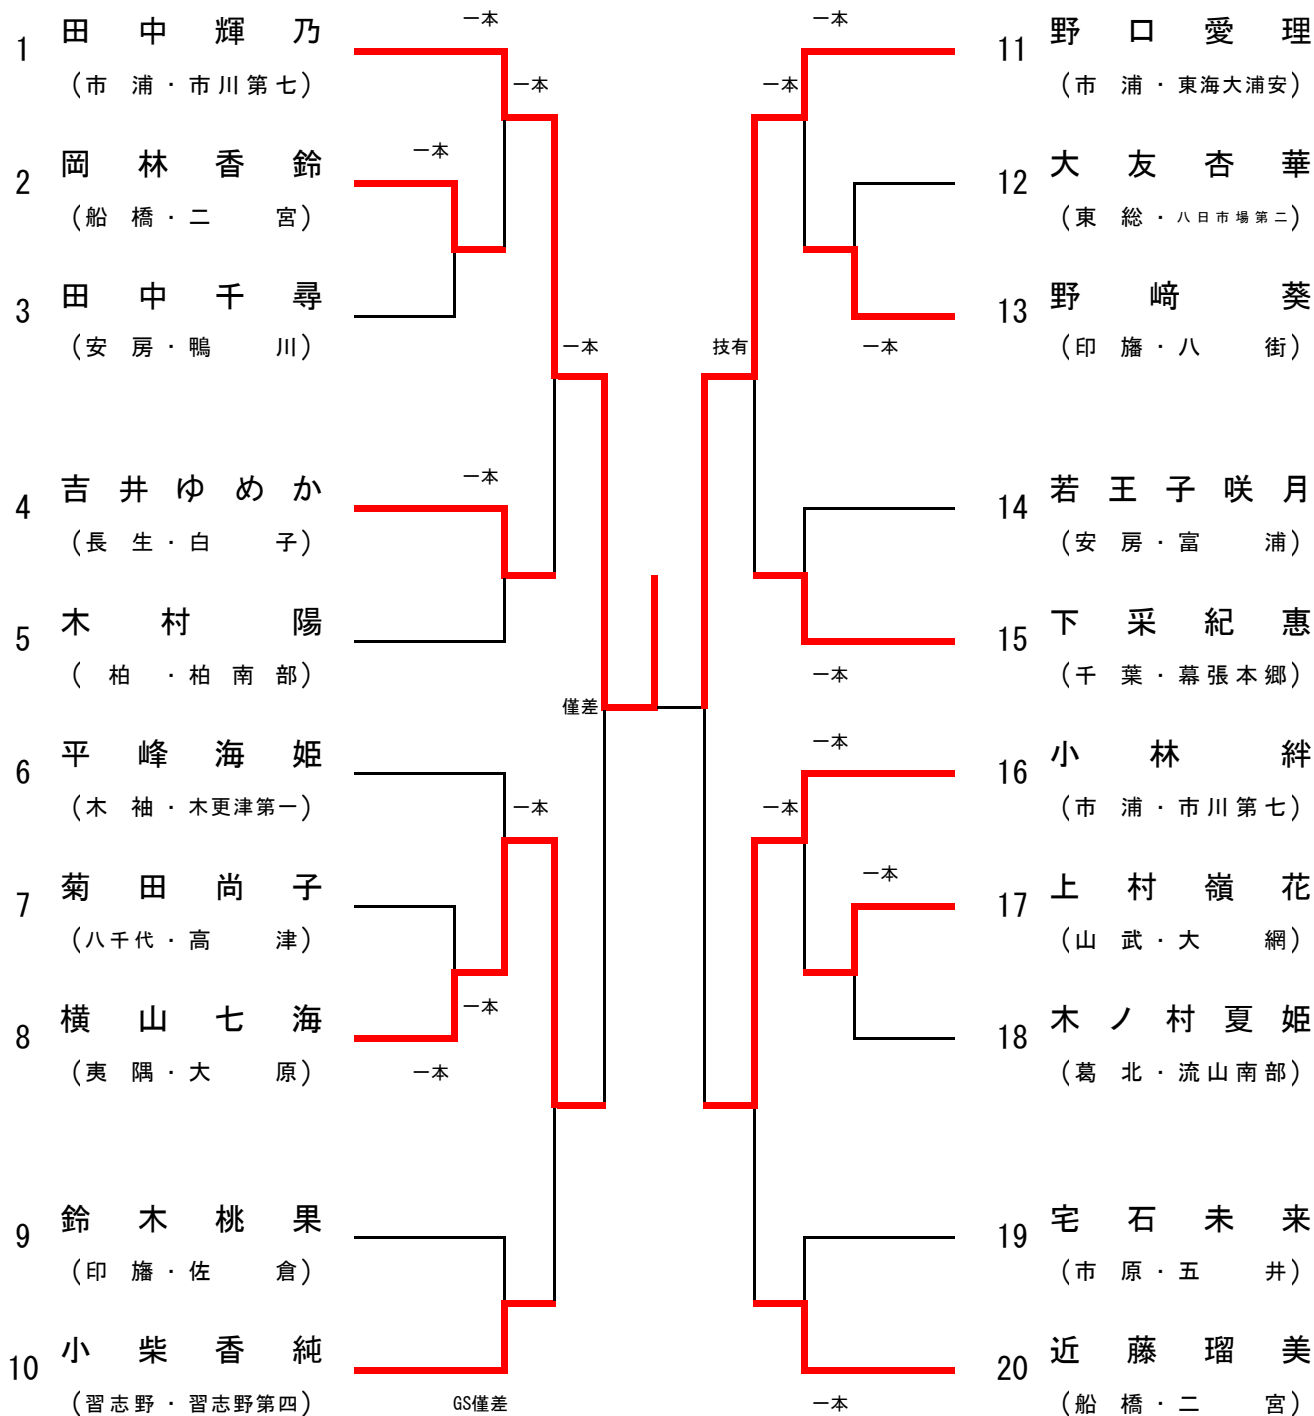 1 田中輝乃
(市浦・市川第七)
一本
一本
2 岡林香鈴
(船橋・二宮)
一本
3 田中千尋
(安房・鴨川)
一本
4 吉井ゆめか
(長生・白子)
一本
5 木村陽
(柏・柏南部)
僅差
6 平峰海姫
(木袖・木更津第一)
一本
7 菊田尚子
(八千代・高津)
一本
8 横山七海
(夷隅・大原)
一本
9 鈴木桃果
(印旛・佐倉)
10 小柴香純
(習志野・習志野第四)
GS僅差
一本
11 野口愛理
(市浦・東海大浦安)
一本
12 大友杏華
(東総・八日市場第二)
13 野﨑葵
(印旛・八街)
技有
一本
14 若王子咲月
(安房・富浦)
15 下采紀惠
(千葉・幕張本郷)
一本
一本
16 小林絆
(市浦・市川第七)
一本
一本
17 上村嶺花
(山武・大網)
18 木ノ村夏姫
(葛北・流山南部)
19 宅石未来
(市原・五井)
20 近藤瑠美
(船橋・二宮)
一本